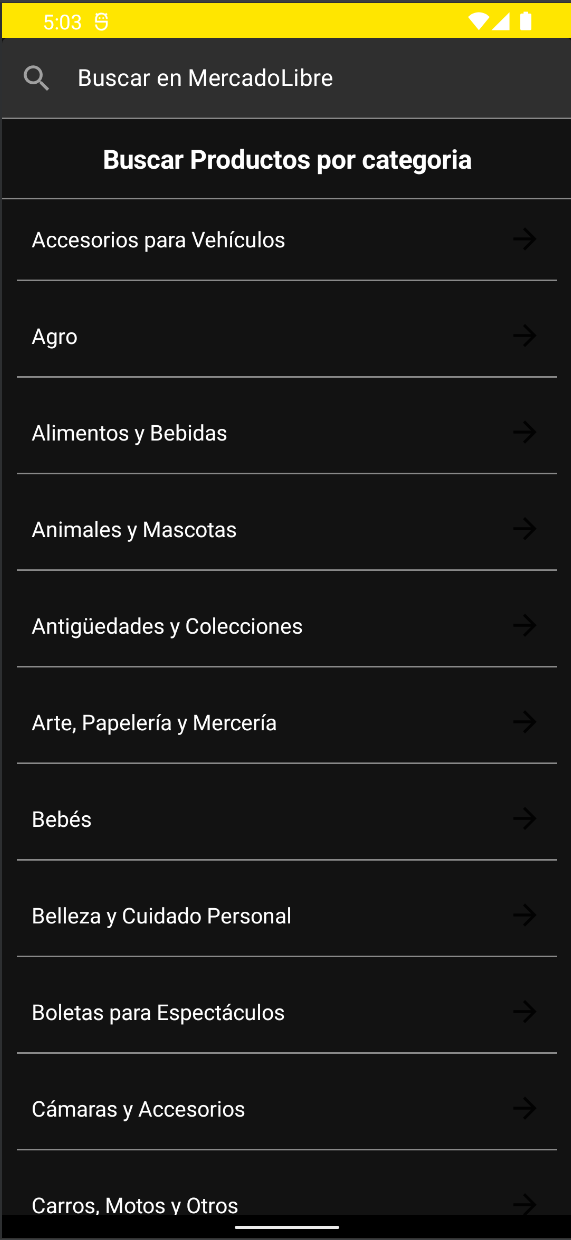 5:03
Buscar en MercadoLibre
Buscar Productos por categoria
Accesorios para Vehículos
Agro
Alimentos y Bebidas
Animales y Mascotas
Antigüedades y Colecciones
Arte, Papelería y Mercería
Bebés
Belleza y Cuidado Personal
Boletas para Espectáculos
Cámaras y Accesorios
Carros, Motos y Otros